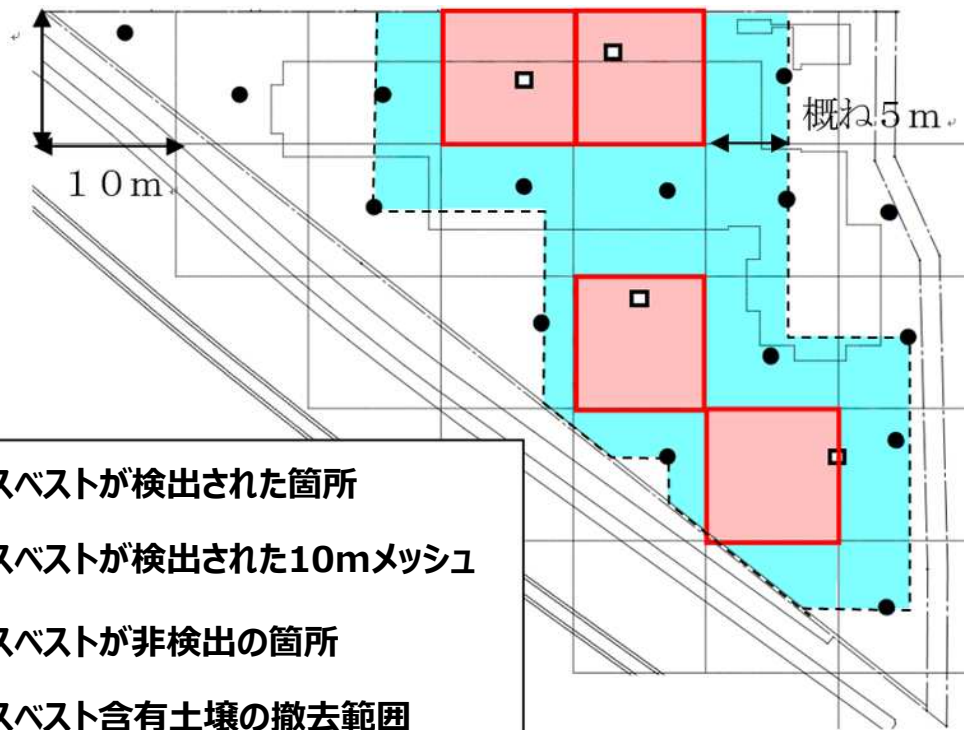 概ね５ｍ
１０ｍ
スベストが検出された箇所
スベストが検出された10mメッシュ
スベストが非検出の箇所
スベスト含有土壌の撤去範囲